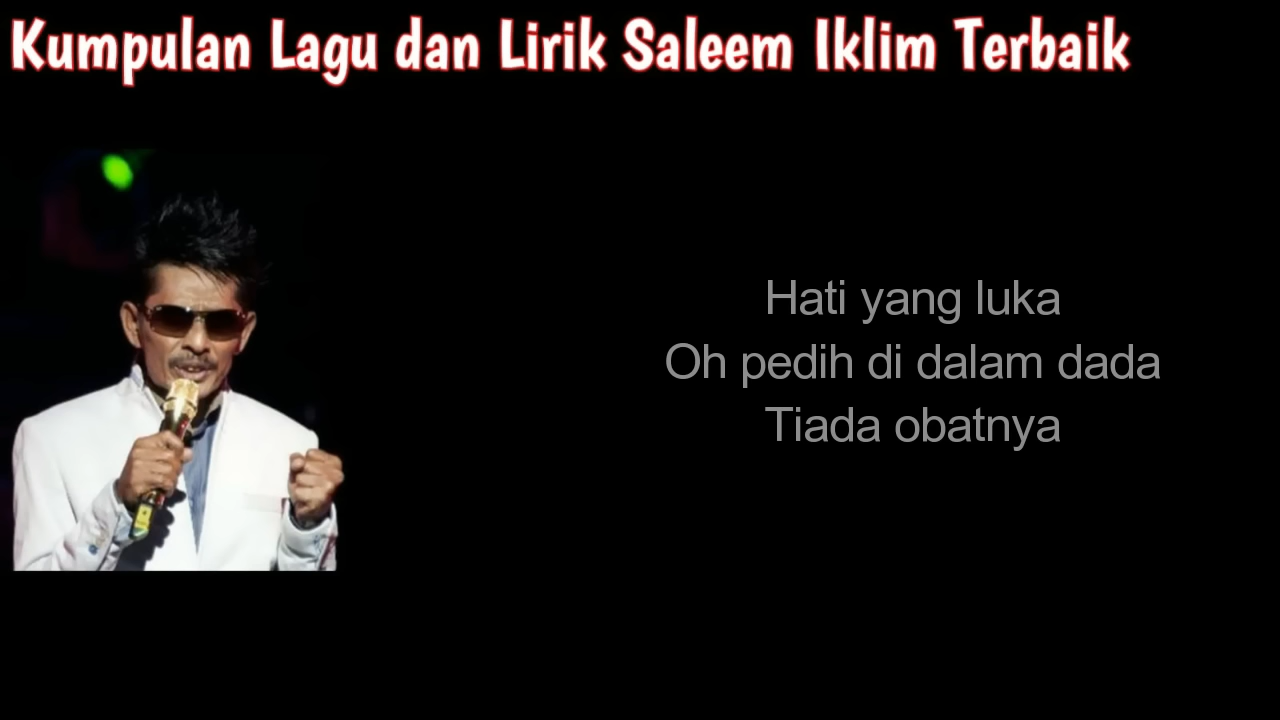 Kumpulan Lagu dan Lirik Saleem Iklim Terbaik
Hati yang luka
Oh pedih di dalam dada
Tiada obatnya